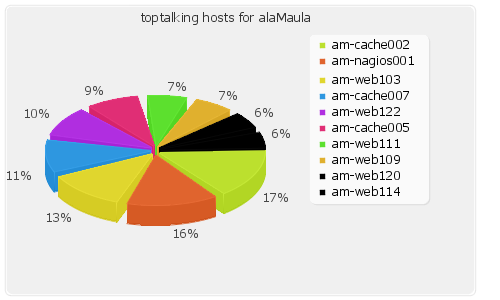 toptalking hosts for alaMaula
am-cache002
am-nagios001
am-web103
am-cache007
am-web122
am-cache005
am-web111
am-web109
am-web120
am-web114
7%
7%
9%
6%
10%
6%
11%
17%
13%
16%